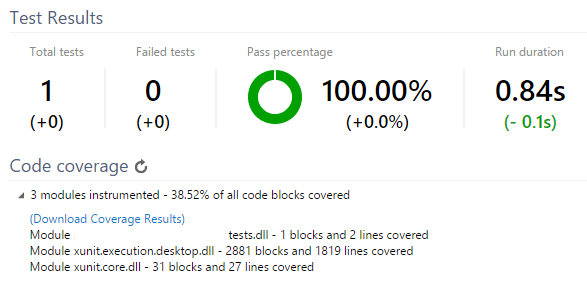 Test Results
Total tests Failed tests Pass percentage Run duration
1 0 100.00% 0.84s
(+0) (+0) (+0.0%) (- 0.1s)
Code coverage
3 modules instrumented - 38.52% of all code blocks covered
(Download Coverage Results)
Module tests.dll - 1 blocks and 2 lines covered
Module xunit.execution.desktop.dll - 2881 blocks and 1819 lines covered
Module xunit.core.dll - 31 blocks and 27 lines covered